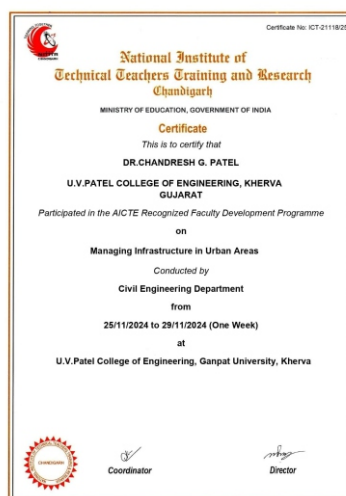 Certificate No: ICT-21118/25
National Institute of
Technical Teachers Training and Research
Chandigarh
MINISTRY OF EDUCATION, GOVERNMENT OF INDIA
Certificate
This is to certify that
DR.CHANDRESH G. PATEL
U.V.PATEL COLLEGE OF ENGINEERING, KHERVA
GUJARAT
Participated in the AICTE Recognized Faculty Development Programme
on
Managing Infrastructure in Urban Areas
Conducted by
Civil Engineering Department
from
25/11/2024 to 29/11/2024 (One Week)
at
U.V.Patel College of Engineering, Ganpat University, Kherva
CHANDIGARH
Coordinator
Director